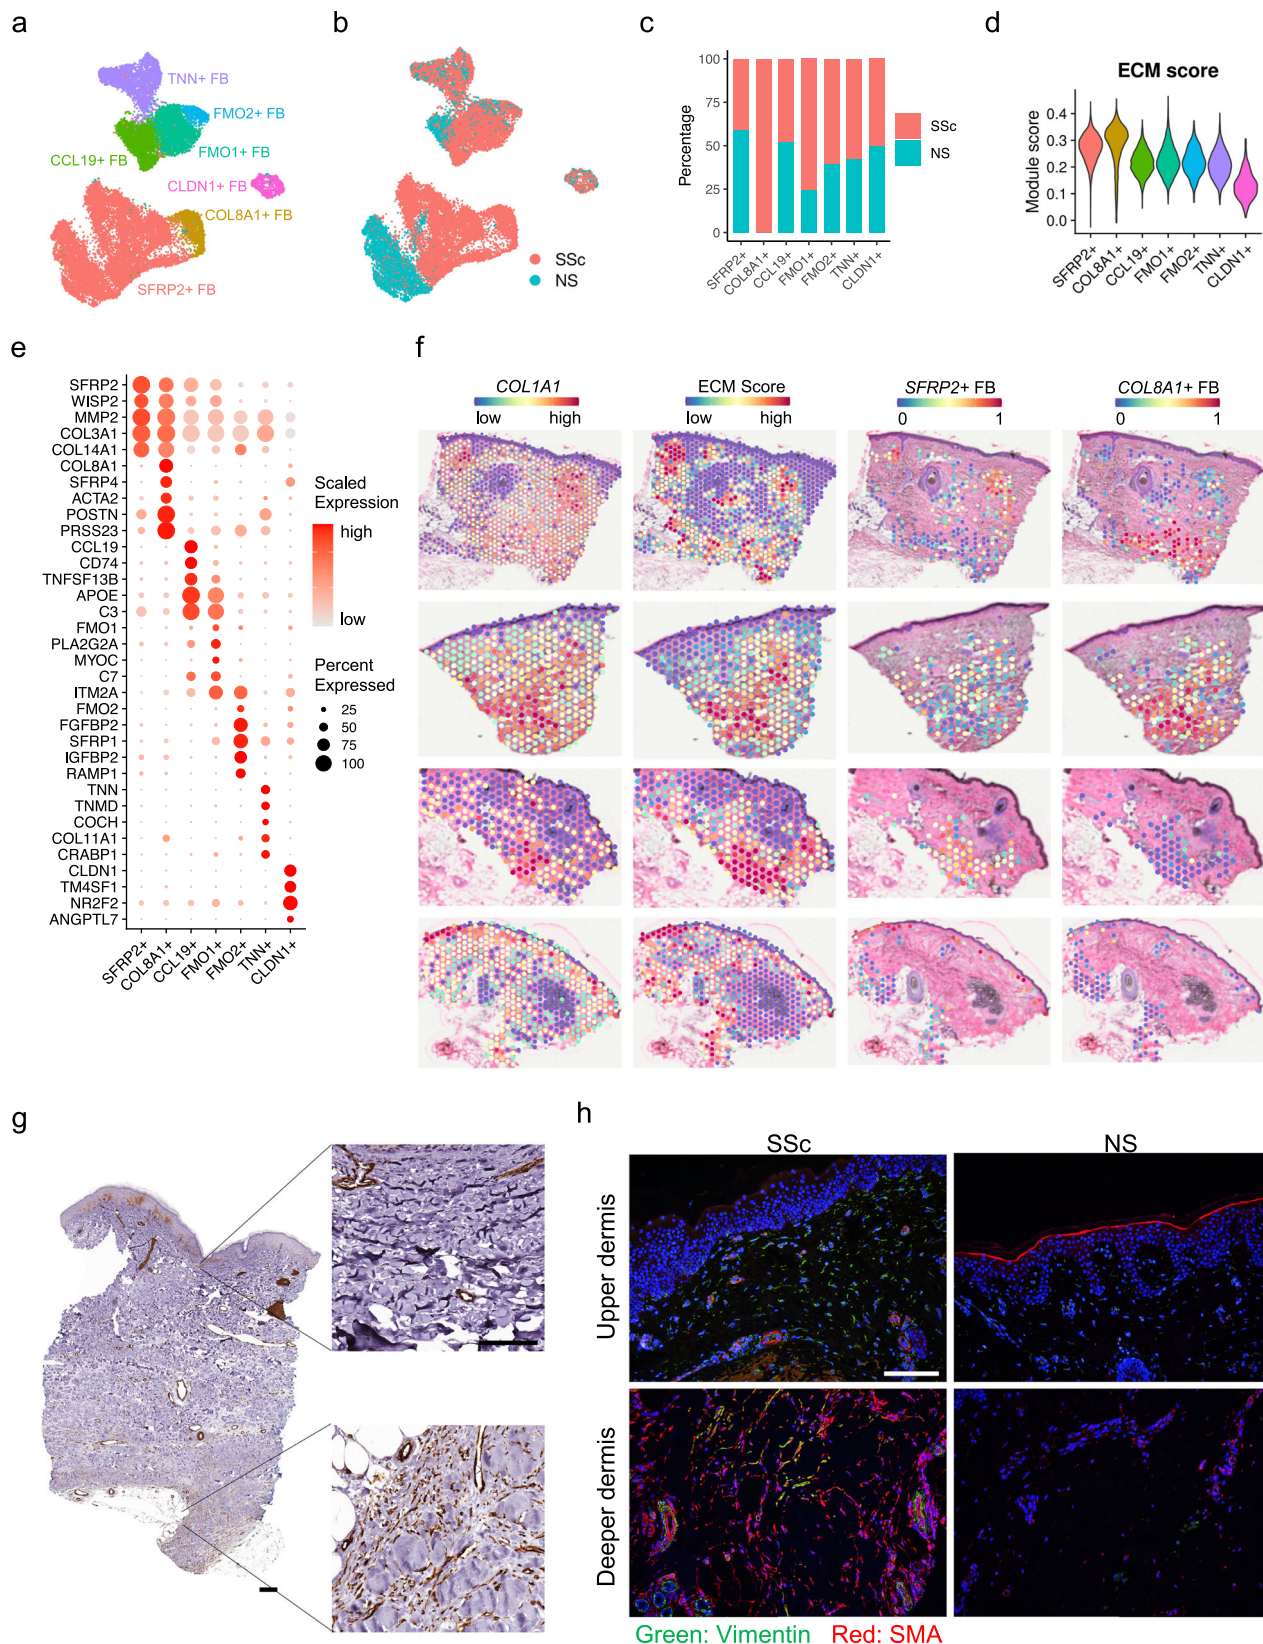 a
TNN+ FB
FMO2+ FB
FMO1+ FB
CCL19+ FB
CLDN1+ FB
COL8A1+ FB
SFRP2+ FB
b
SSc
NS
c
Percentage
100
75
50
25
0
SFRP2+
COL8A1+
CCL19+
FMO1+
FMO2+
TNN+
CLDN1+
SSc
NS
d
ECM score
Module score
0.4
0.3
0.2
0.1
0.0
SFRP2+
COL8A1+
CCL19+
FMO1+
FMO2+
TNN+
CLDN1+
e
SFRP2
WISP2
MMP2
COL3A1
COL14A1
COL8A1
SFRP4
ACTA2
POSTN
PRSS23
CCL19
CD74
TNFSF13B
APOE
C3
FMO1
PLA2G2A
MYOC
C7
ITM2A
FMO2
FGFBP2
SFRP1
IGFBP2
RAMP1
TNN
TNMD
COCH
COL11A1
CRABP1
CLDN1
TM4SF1
NR2F2
ANGPTL7
SFRP2+
COL8A1+
CCL19+
FMO1+
FMO2+
TNN+
CLDN1+
Scaled
Expression
high
low
Percent
Expressed
25
50
75
100
f
COL1A1
low high
ECM Score
low high
SFRP2+ FB
0 1
COL8A1+ FB
0 1
g
h
SSc NS
Upper dermis
Deeper dermis
Green: Vimentin Red: SMA